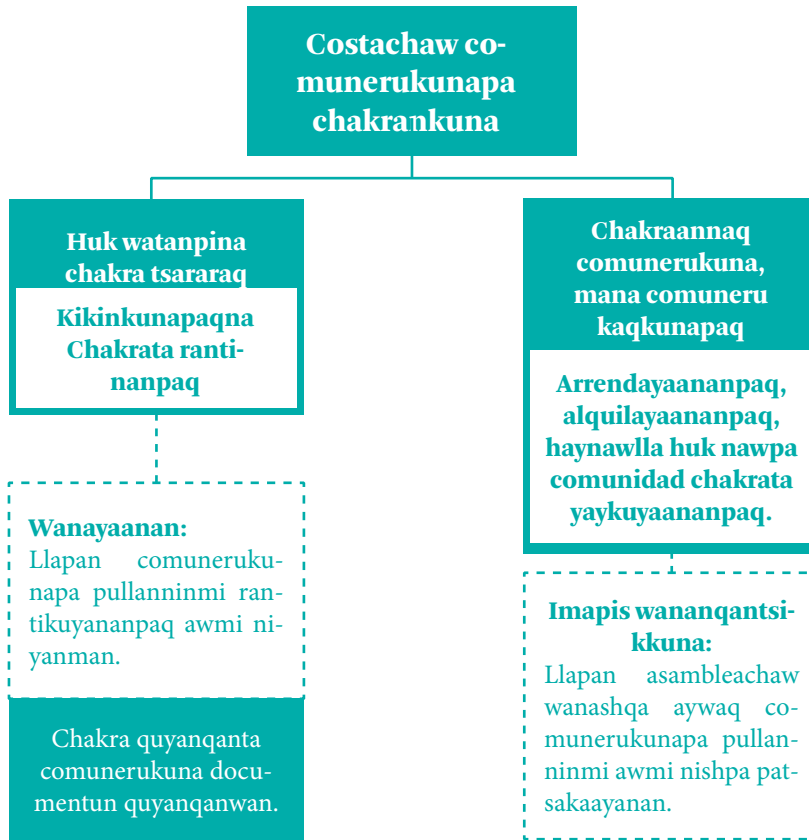 Costachaw co-
munerukunapa
chakrankuna
Huk watanpina
chakra tsararaq
Kikinkunapaqna
Chakrata ranti-
nanpaq
Wanayaanan:
Llapan comuneruku-
napa pullanninmi ran-
tikuyananpaq awmi ni-
yanman.
Chakra quyanqanta
comunerukuna docu-
mentun quyanqanwan.
Chakraannaq
comunerukuna,
mana comuneru
kaqkunapaq
Arrendayaananpaq,
alquilayaananpaq,
haynawlla huk nawpa
comunidad chakrata
yaykuyaananpaq.
Imapis wananqantsi-
kkuna:
Llapan asambleachaw
wanashqa aywaq co-
munerukunapa pullan-
ninmi awmi nishpa pat-
sakaayanan.